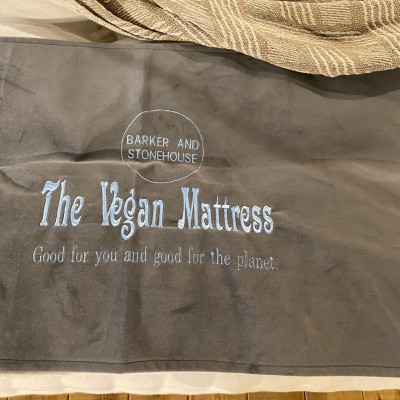 BARKER AND
STONEHOUSE
The Vegan Mattress
Good for you and good for the planet.